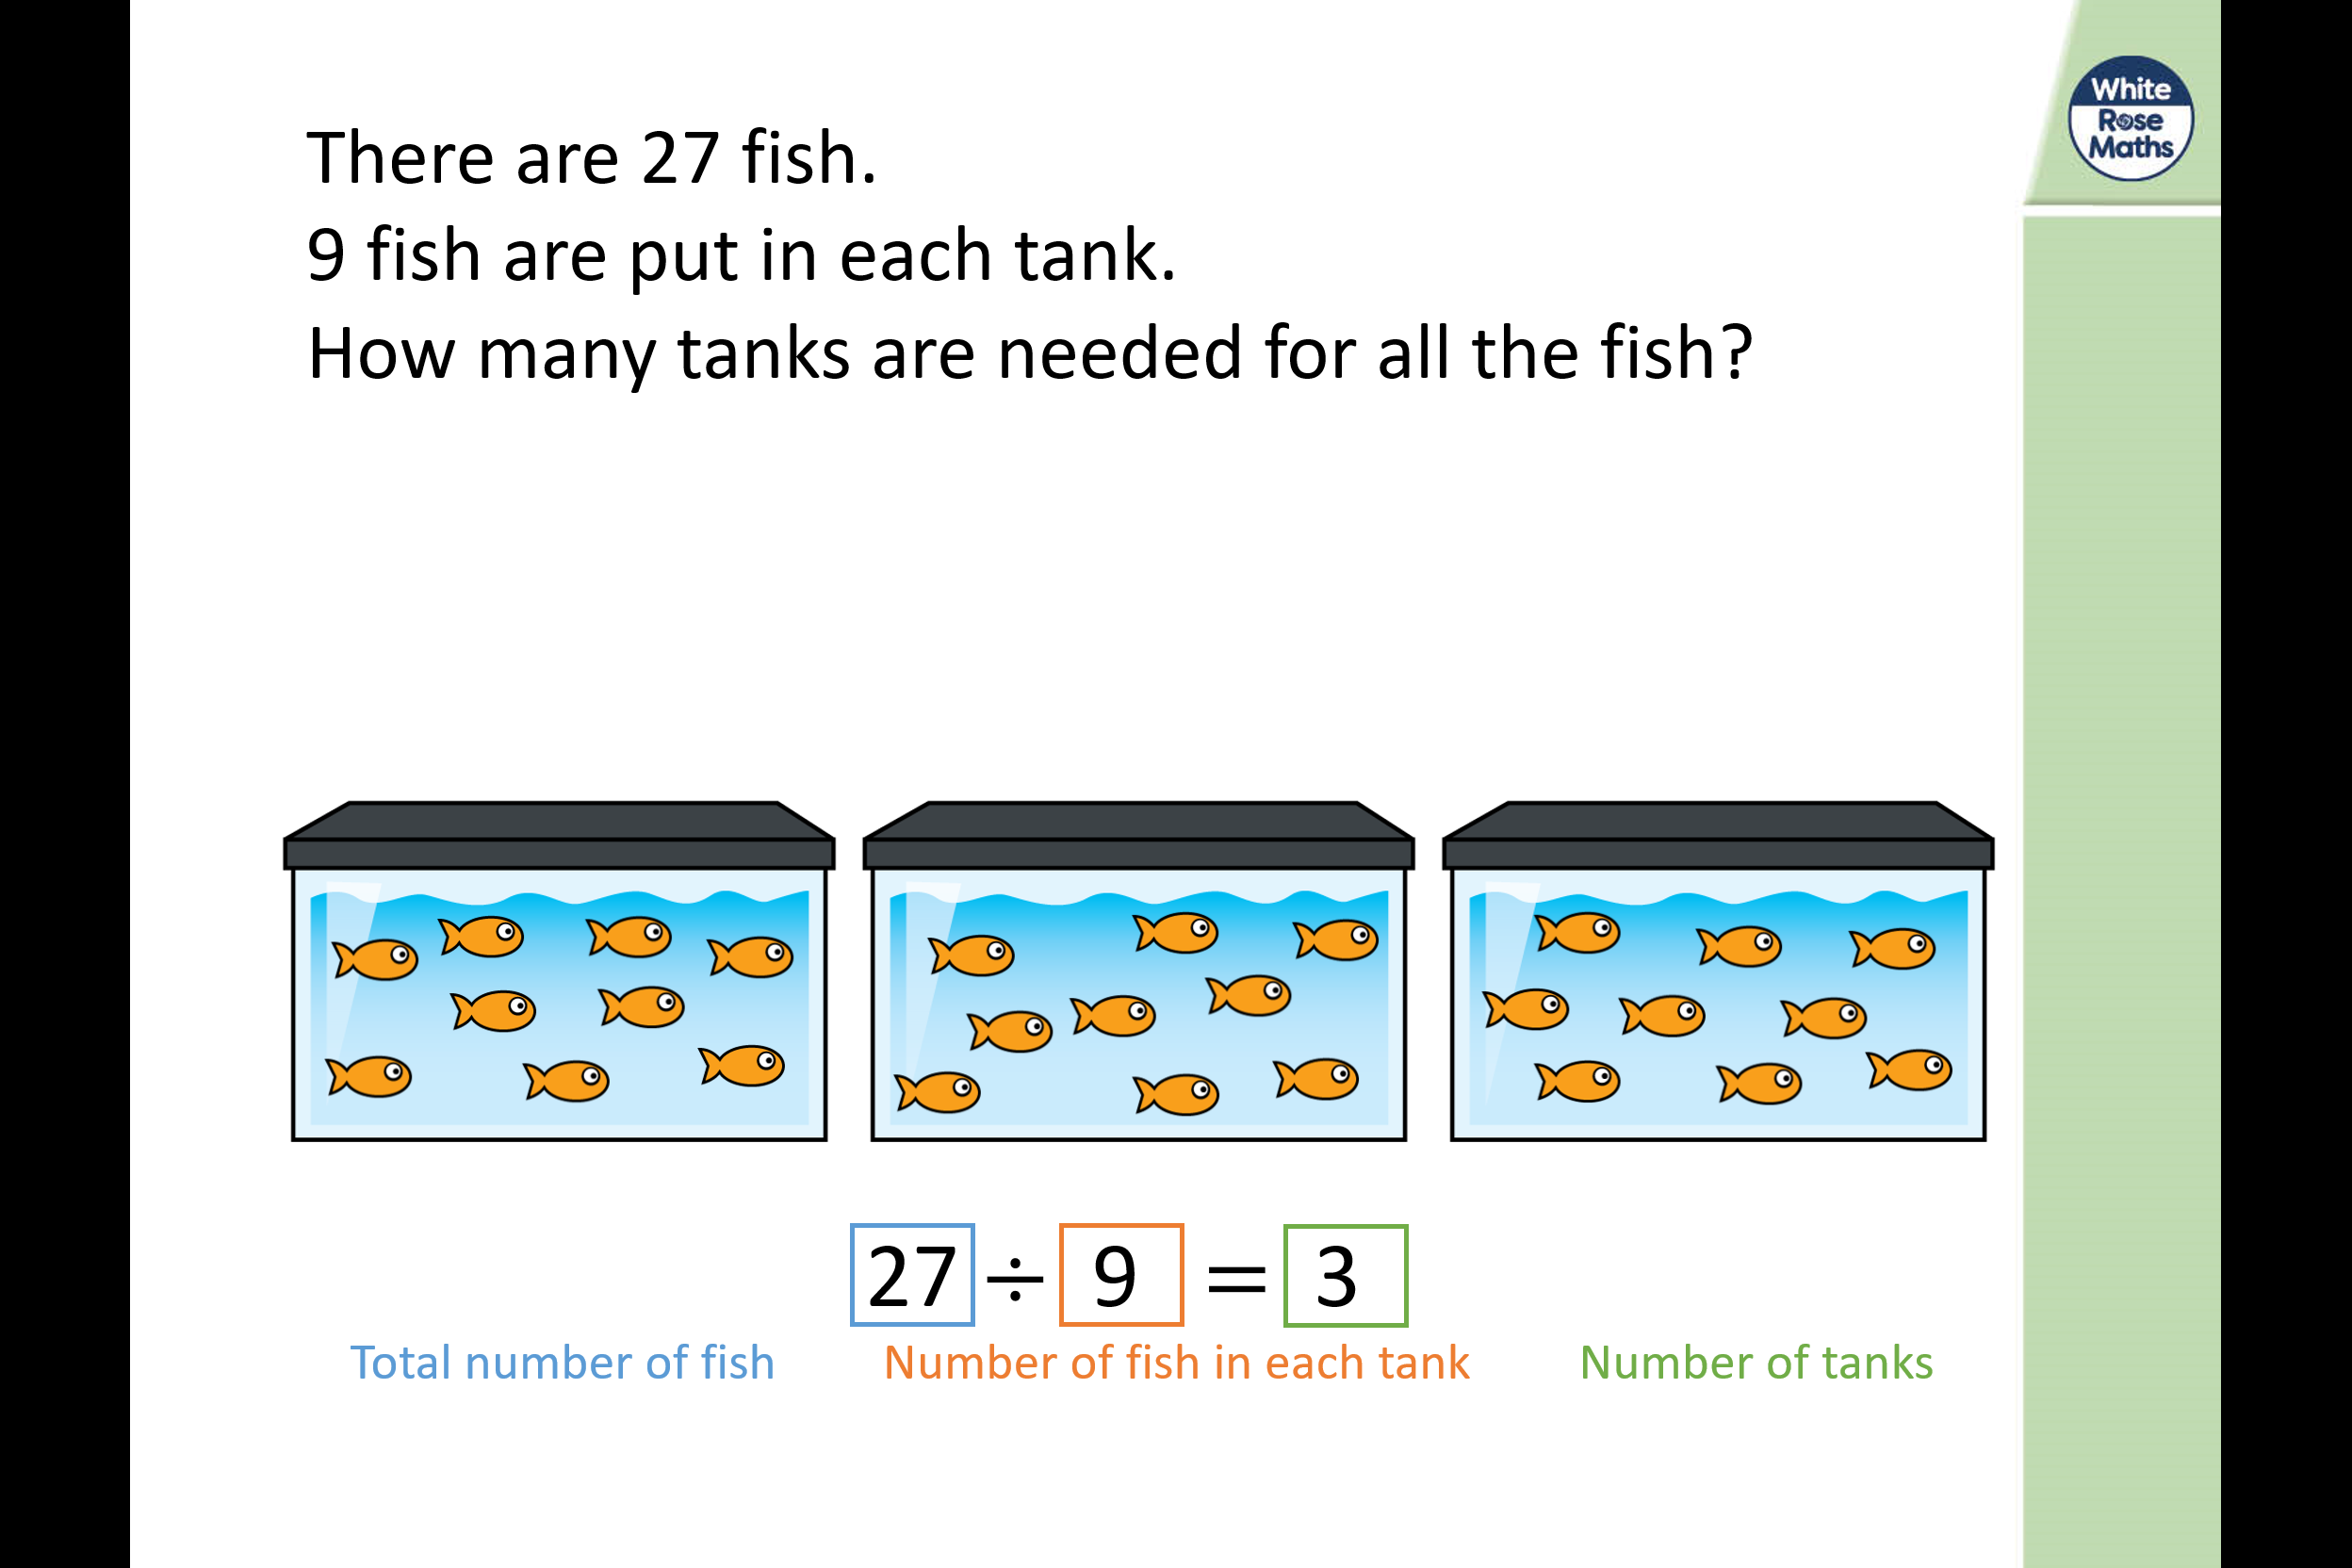 There are 27 fish.
9 fish are put in each tank.
How many tanks are needed for all the fish?
White
Rose
Maths
27 ÷ 9 = 3
Total number of fish
Number of fish in each tank
Number of tanks